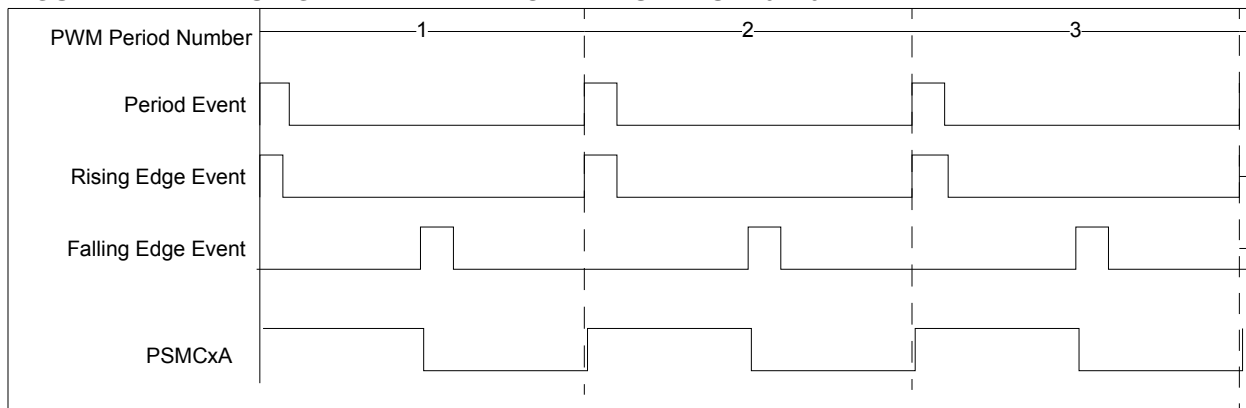 PWM Period Number
1
2
3
Period Event
Rising Edge Event
Falling Edge Event
PSMCxA